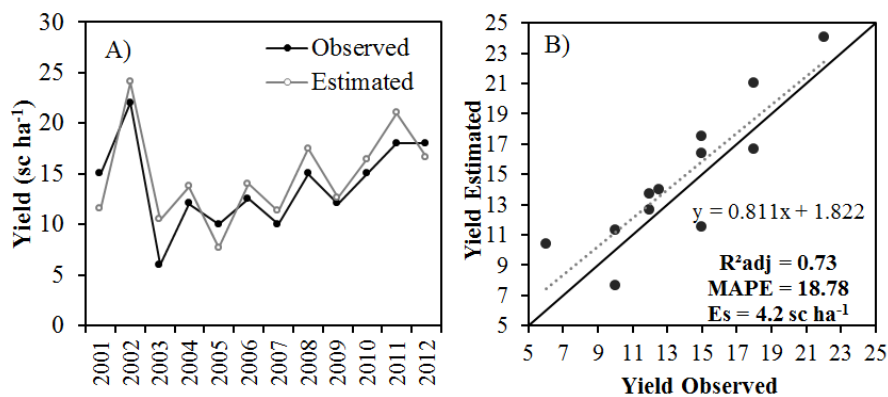 A)
Observed
Estimated
Yield (sc ha⁻¹)
30
25
20
15
10
5
0
2001 2002 2003 2004 2005 2006 2007 2008 2009 2010 2011 2012
B)
Yield Estimated
25
23
21
19
17
15
13
11
9
7
5
y = 0.811x + 1.822
R²adj = 0.73
MAPE = 18.78
Es = 4.2 sc ha⁻¹
5 7 9 11 13 15 17 19 21 23 25
Yield Observed